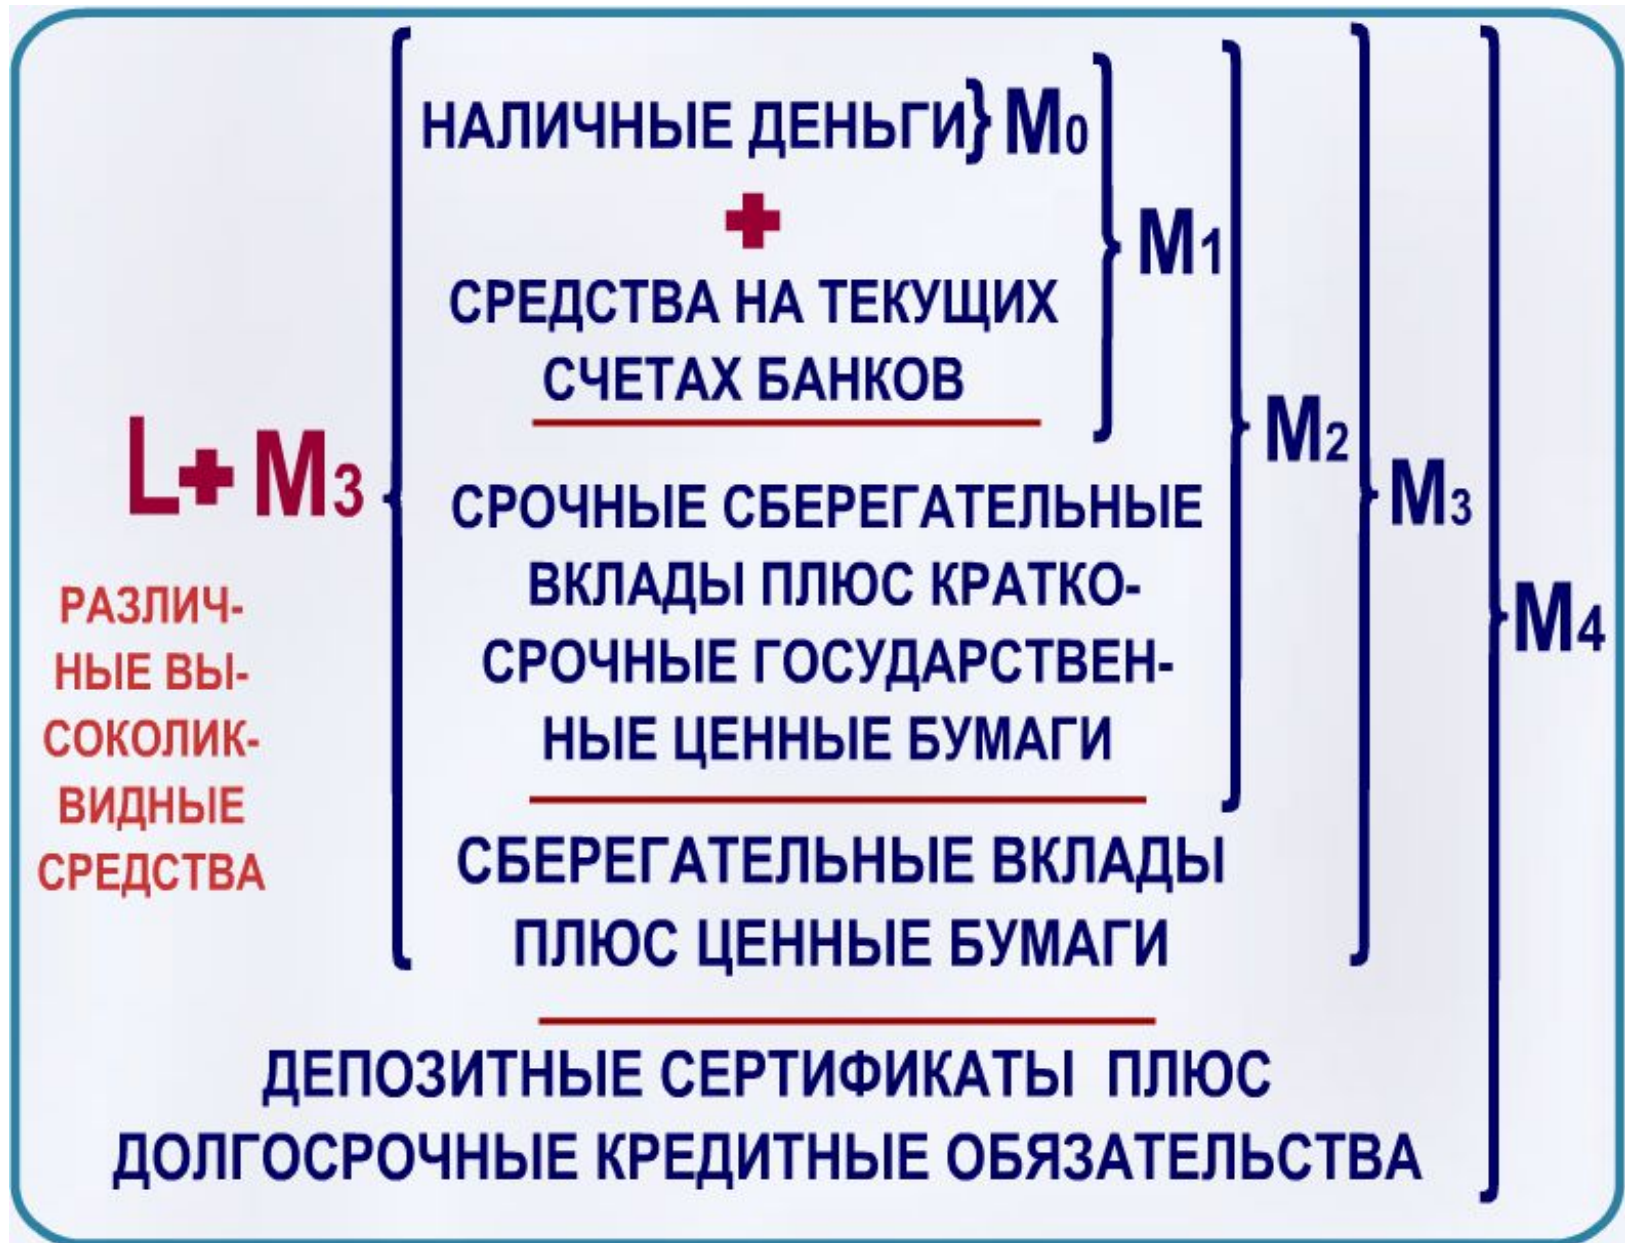 НАЛИЧНЫЕ ДЕНЬГИ} M0
+
M1
СРЕДСТВА НА ТЕКУЩИХ
СЧЕТАХ БАНКОВ
M2
L+ M3
M3
СРОЧНЫЕ СБЕРЕГАТЕЛЬНЫЕ
ВКЛАДЫ ПЛЮС КРАТКО-
СРОЧНЫЕ ГОСУДАРСТВЕН-
НЫЕ ЦЕННЫЕ БУМАГИ
M4
РАЗЛИЧ-
НЫЕ ВЫ-
СОКОЛИК-
ВИДНЫЕ
СРЕДСТВА
СБЕРЕГАТЕЛЬНЫЕ ВКЛАДЫ
ПЛЮС ЦЕННЫЕ БУМАГИ
ДЕПОЗИТНЫЕ СЕРТИФИКАТЫ ПЛЮС
ДОЛГОСРОЧНЫЕ КРЕДИТНЫЕ ОБЯЗАТЕЛЬСТВА